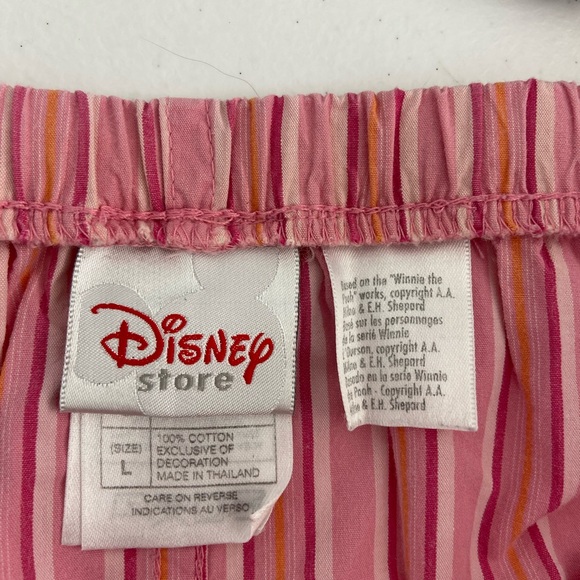 Disney
store
(SIZE)
L
100% COTTON
EXCLUSIVE OF
DECORATION
MADE IN THAILAND
CARE ON REVERSE
INDICATIONS AU VERSO
Based on the "Winnie the
Pooh" works, copyright A.A.
Milne & E.H. Shepard
Basé sur les personnages
de la serié Winnie
L'Oueson, copyright A.A.
Milne & E.H. Shepard
Basado en la serie Winnie
the Pooh - Copyright A.A.
Milne & E.H. Shepard